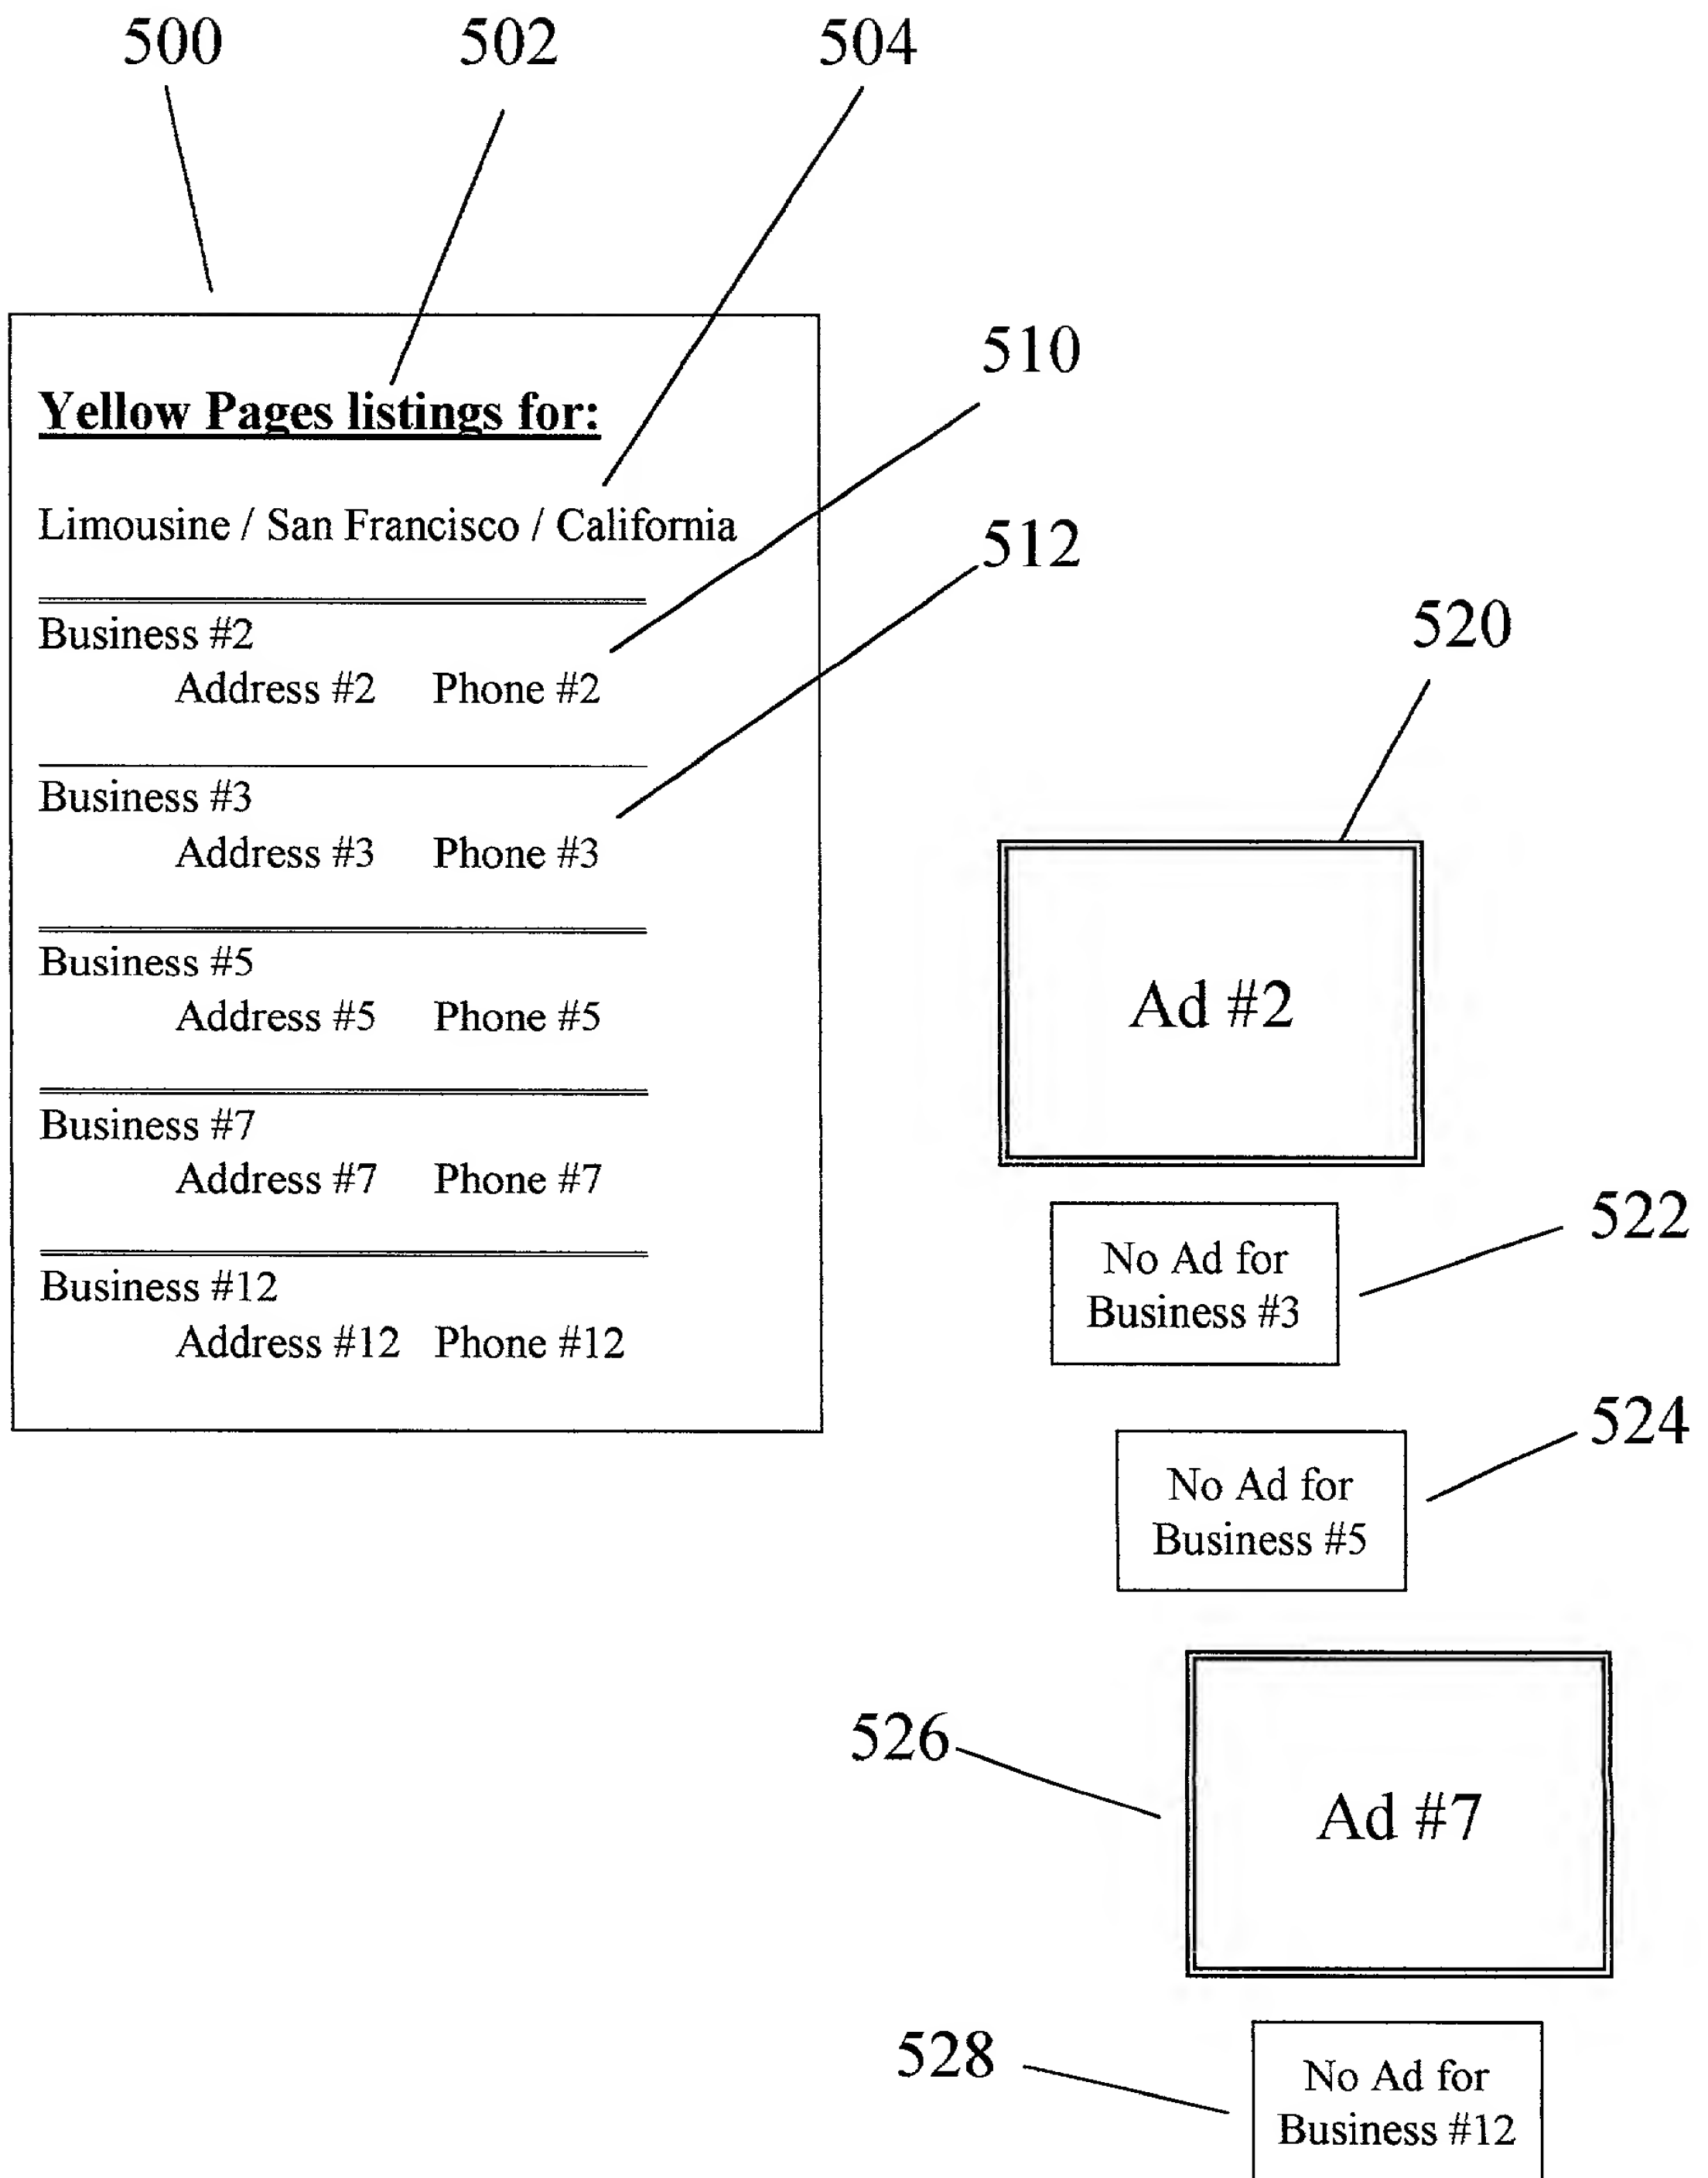 500 502 504
Yellow Pages listings for:
Limousine / San Francisco / California
Business #2
Address #2 Phone #2
Business #3
Address #3 Phone #3
Business #5
Address #5 Phone #5
Business #7
Address #7 Phone #7
Business #12
Address #12 Phone #12
510
512
520
Ad #2
522
No Ad for
Business #3
524
No Ad for
Business #5
526
Ad #7
528
No Ad for
Business #12